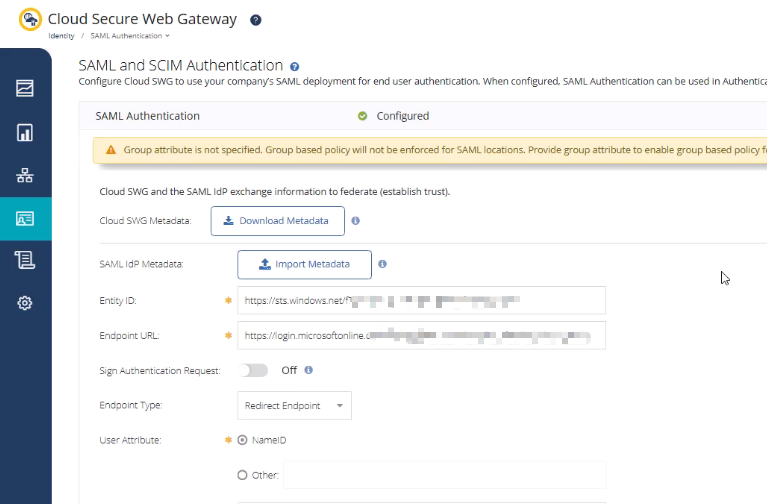 Cloud Secure Web Gateway ?
Identity / SAML Authentication
SAML and SCIM Authentication ?
Configure Cloud SWG to use your company's SAML deployment for end user authentication. When configured, SAML Authentication can be used in
SAML Authentication Configured
Group attribute is not specified. Group based policy will not be enforced for SAML locations. Provide group attribute to enable group based policy
Cloud SWG and the SAML IdP exchange information to federate (establish trust).
Cloud SWG Metadata: Download Metadata
SAML IdP Metadata: Import Metadata
Entity ID: * https://sts.windows.net/
Endpoint URL: * https://login.microsoftonline.
Sign Authentication Request: Off
Endpoint Type: Redirect Endpoint
User Attribute: * NameID
Other: